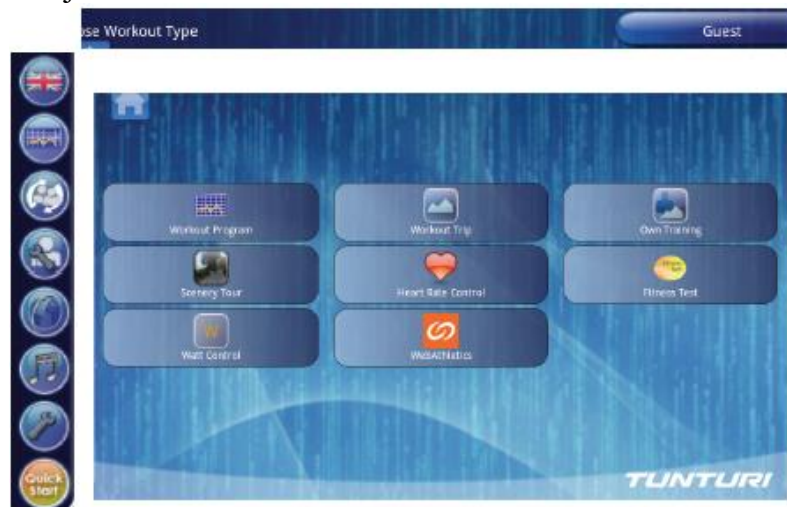 ose Workout Type
Guest
Workout Program
Workout Trip
Own Training
Scenery Tour
Heart Rate Control
Fitness Test
Watt Control
WebAthletics
Quick
Start
TUNTURI